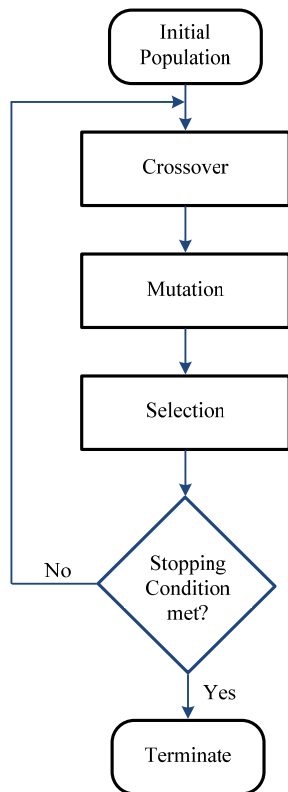 Initial
Population
Crossover
Mutation
Selection
Stopping
Condition
met?
No
Yes
Terminate